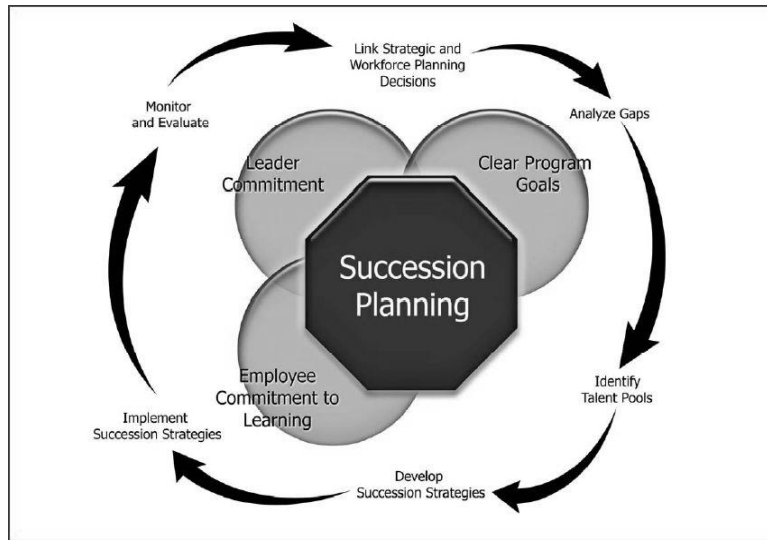 Link Strategic and
Workforce Planning
Decisions
Monitor
and Evaluate
Analyze Gaps
Leader
Commitment
Clear Program
Goals
Succession
Planning
Employee
Commitment to
Learning
Identify
Talent Pools
Implement
Succession Strategies
Develop
Succession Strategies